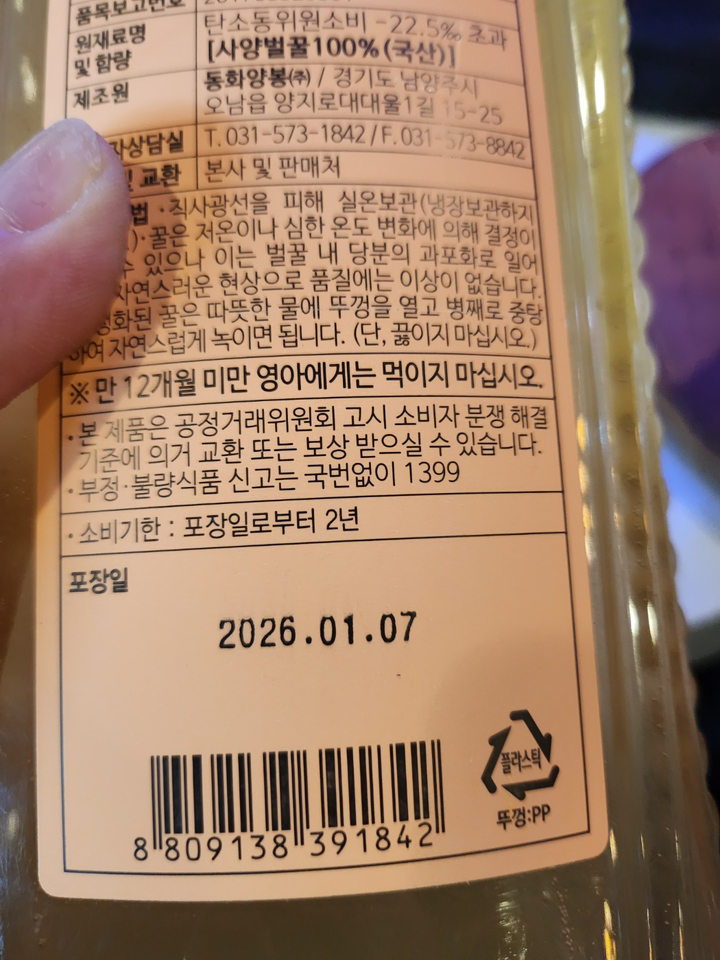 품목보고번호
원재료명 및 함량
탄소동위원소비 -22.5‰ 초과
[사양벌꿀100%(국산)]
제조원
동화양봉㈜ / 경기도 남양주시
오남읍 양지로대대울1길 15-25
자상담실
T. 031-573-1842 / F. 031-573-8842
및 교환
본사 및 판매처
법 · 직사광선을 피해 실온보관(냉장보관하지
)· 꿀은 저온이나 심한 온도 변화에 의해 결정이
수 있으나 이는 벌꿀 내 당분의 과포화로 일어
자연스러운 현상으로 품질에는 이상이 없습니다.
정화된 꿀은 따뜻한 물에 뚜껑을 열고 병째로 중탕
하여 자연스럽게 녹이면 됩니다. (단, 끓이지 마십시오.)
※ 만 12개월 미만 영아에게는 먹이지 마십시오.
· 본 제품은 공정거래위원회 고시 소비자 분쟁 해결
기준에 의거 교환 또는 보상 받으실 수 있습니다.
· 부정·불량식품 신고는 국번없이 1399
· 소비기한 : 포장일로부터 2년
포장일
2026.01.07
플라스틱
뚜껑:PP
8 809138 391842